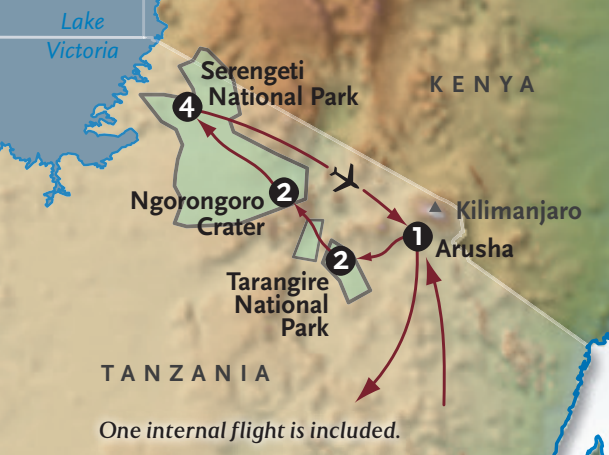 Lake
Victoria
Serengeti
National Park
KENYA
4
Ngorongoro
Crater
2
Kilimanjaro
1
Arusha
2
Tarangire
National
Park
TANZANIA
One internal flight is included.